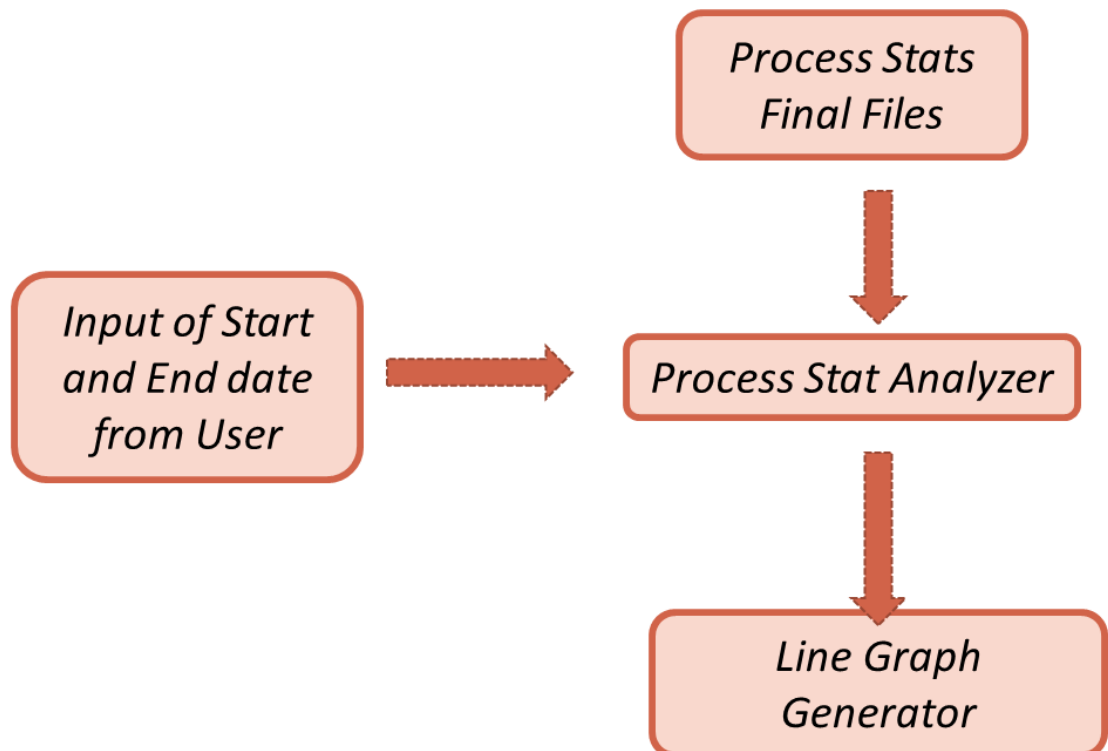 Process Stats
Final Files
Input of Start
and End date
from User
Process Stat Analyzer
Line Graph
Generator